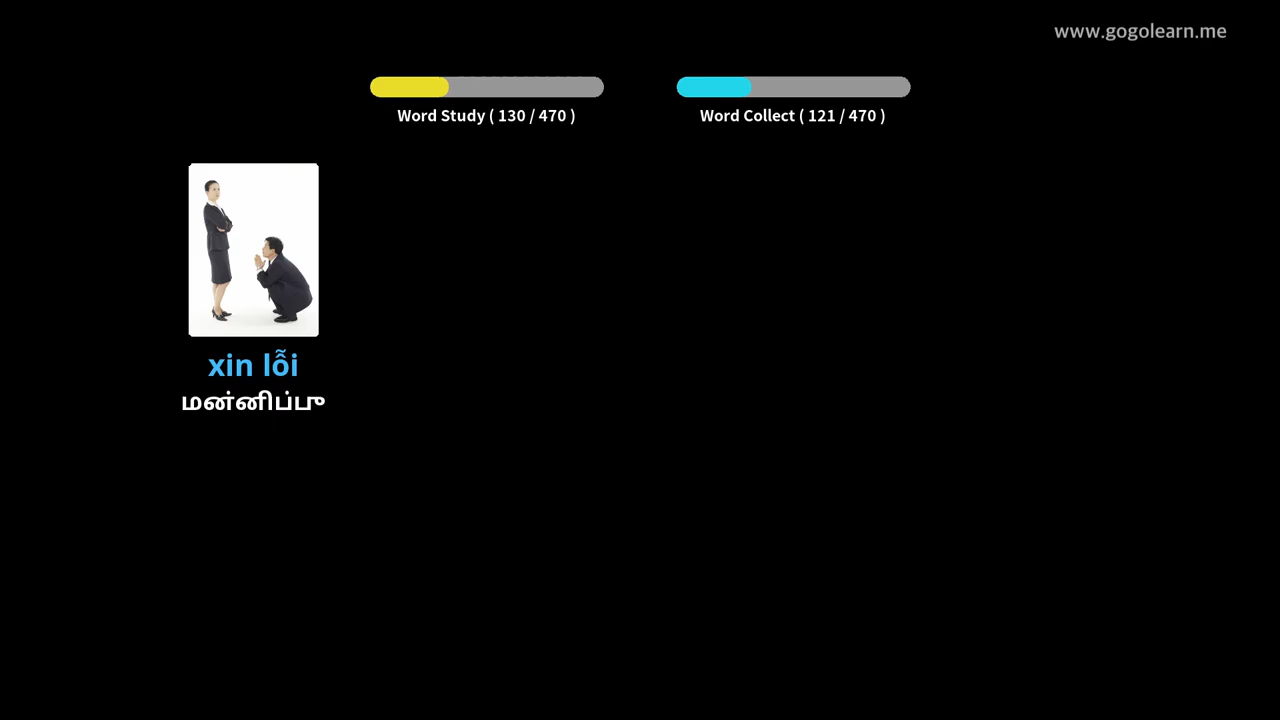 www.gogolearn.me
Word Study ( 130 / 470 )
Word Collect ( 121 / 470 )
xin lỗi
மன்னிப்பு